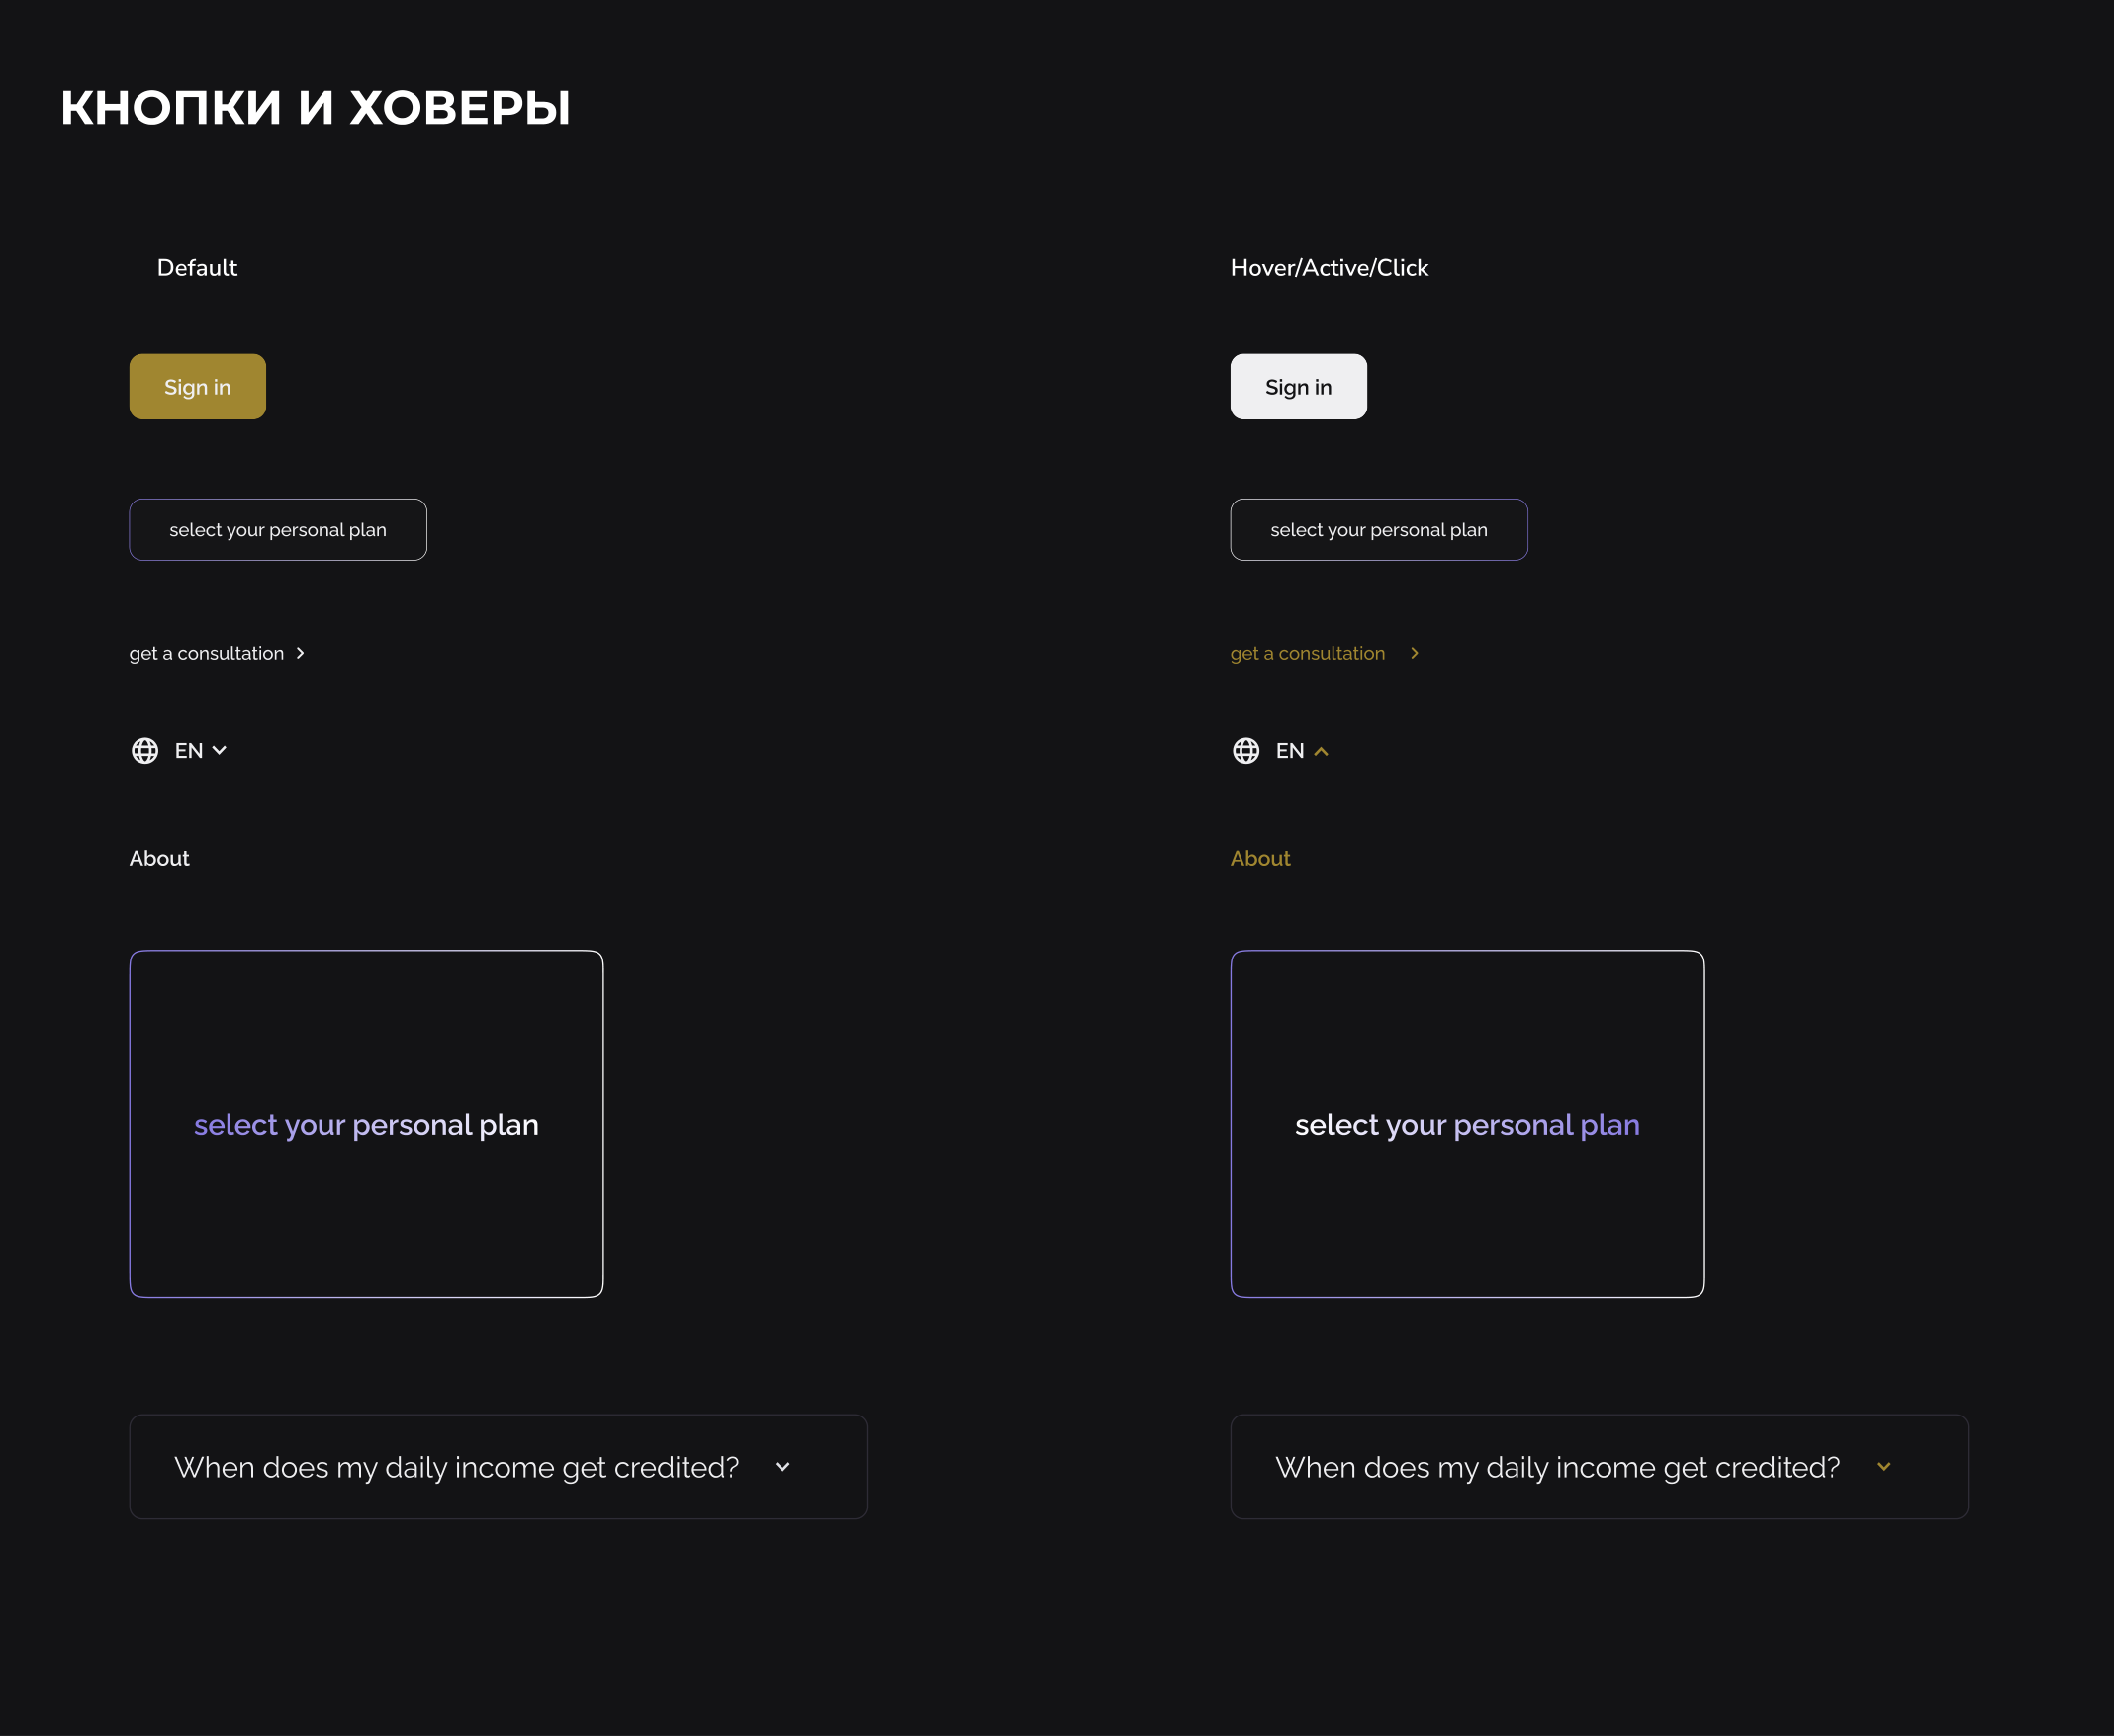 КНОПКИ И ХОВЕРЫ
Default
Hover/Active/Click
Sign in
Sign in
select your personal plan
select your personal plan
get a consultation
get a consultation
EN
EN
About
About
select your personal plan
select your personal plan
When does my daily income get credited?
When does my daily income get credited?